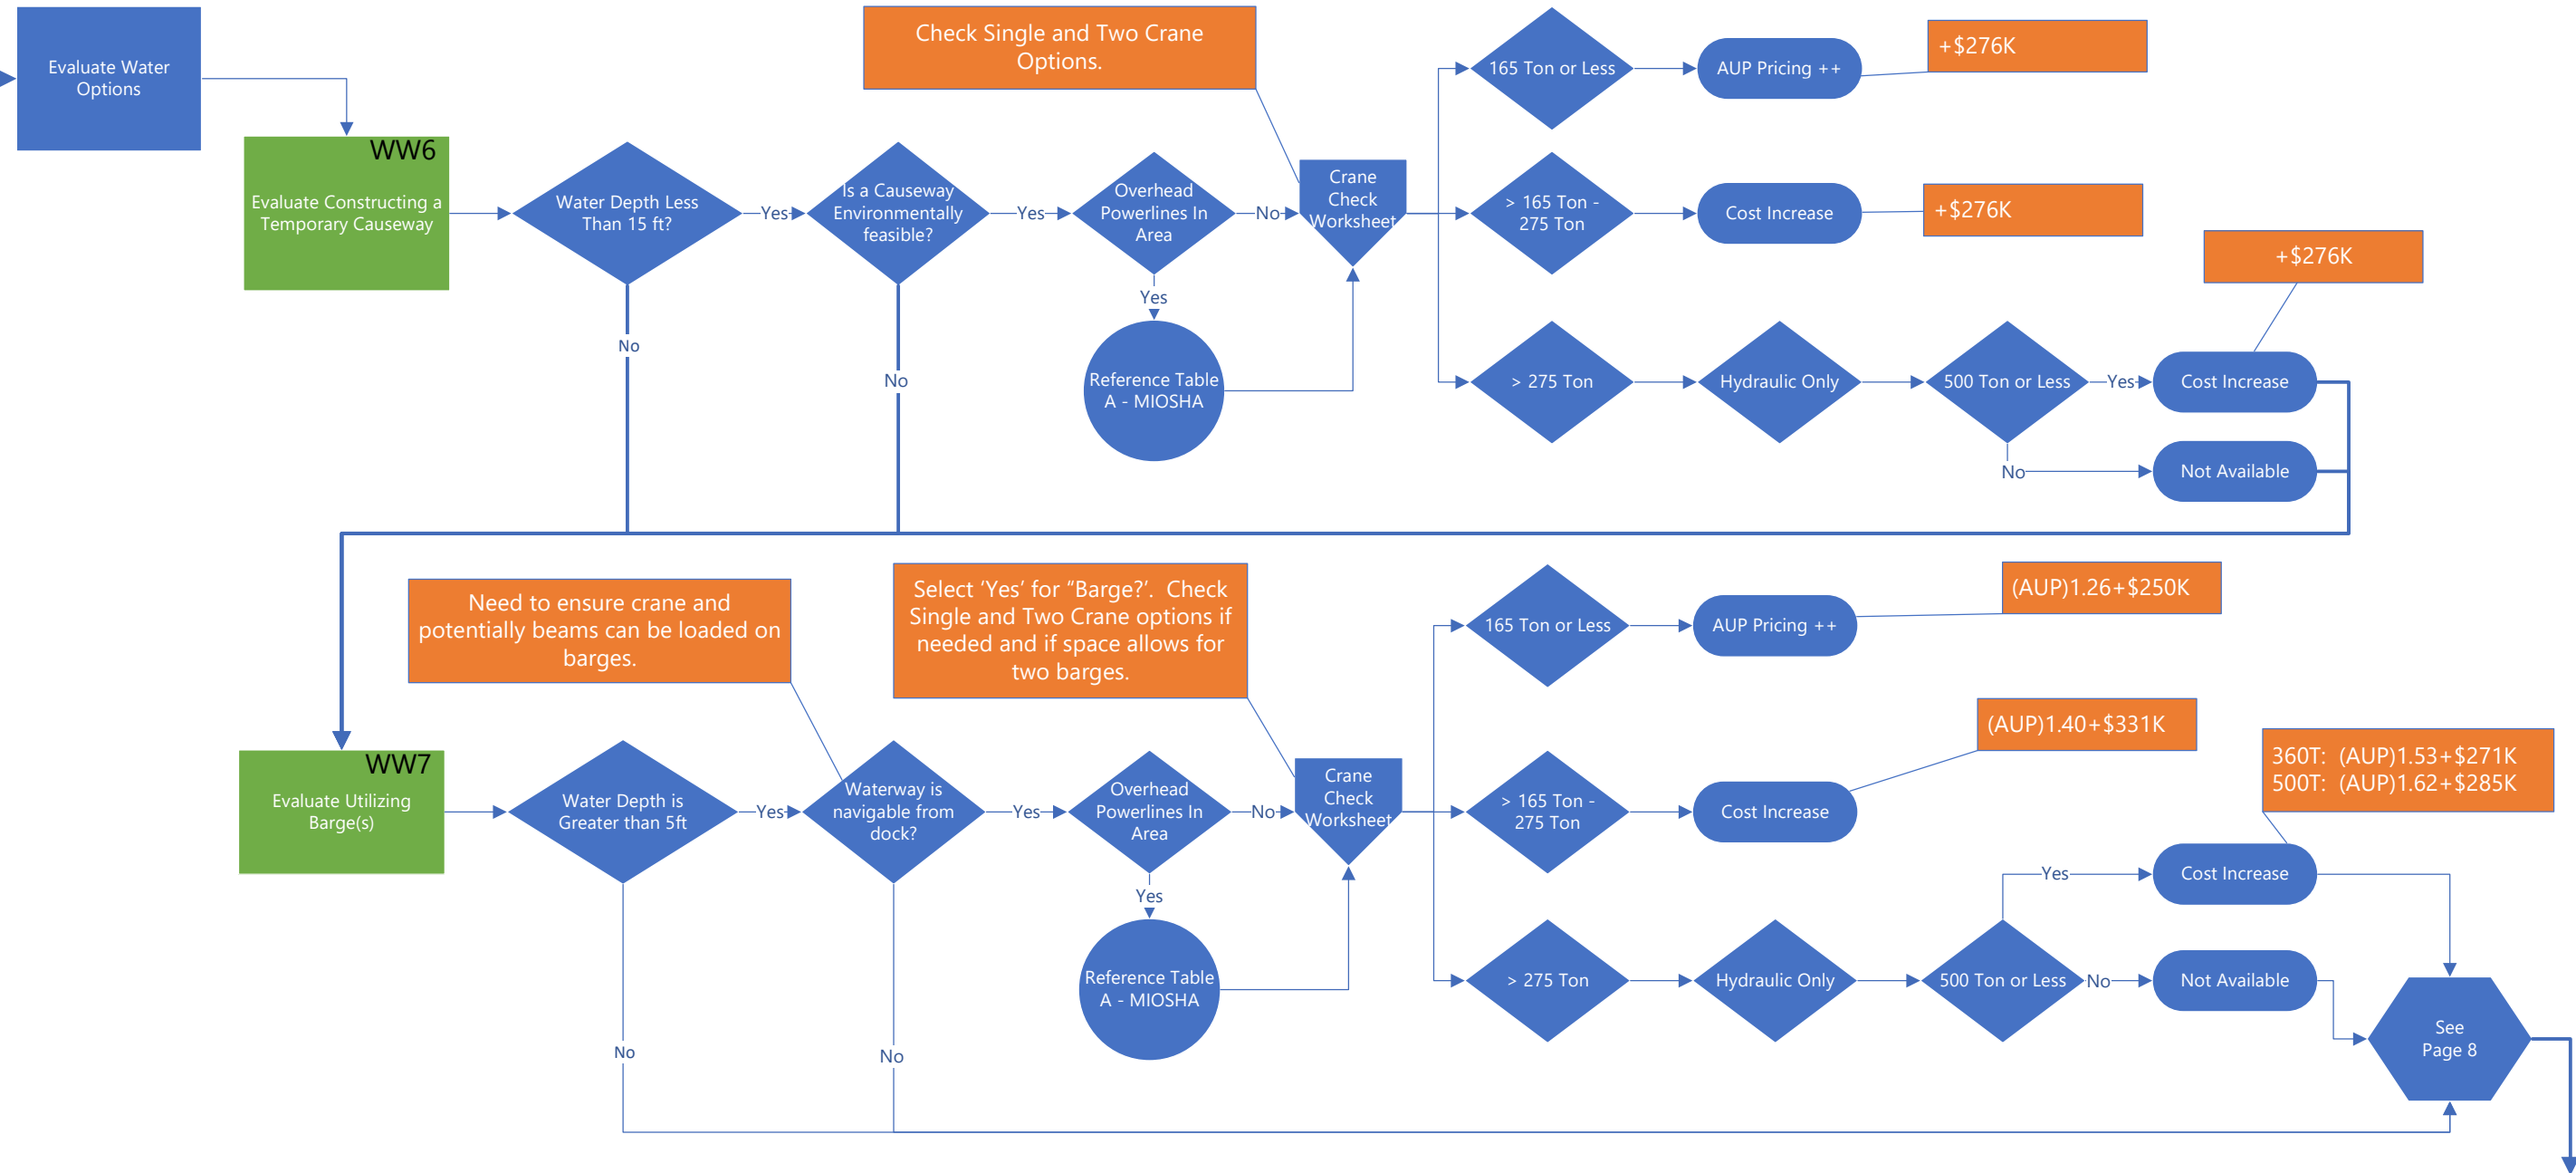 Evaluate Water
Options
WW6
Evaluate Constructing a
Temporary Causeway
Water Depth Less
Than 15 ft?
Yes
No
Is a Causeway
Environmentally
feasible?
Yes
No
Overhead
Powerlines In
Area
No
Yes
Reference Table
A - MIOSHA
Check Single and Two Crane
Options.
Crane
Check
Worksheet
165 Ton or Less
AUP Pricing ++
+$276K
> 165 Ton -
275 Ton
Cost Increase
+$276K
> 275 Ton
Hydraulic Only
500 Ton or Less
Yes
Cost Increase
+$276K
No
Not Available
WW7
Evaluate Utilizing
Barge(s)
Water Depth is
Greater than 5ft
Yes
No
Need to ensure crane and
potentially beams can be loaded on
barges.
Waterway is
navigable from
dock?
Yes
No
Overhead
Powerlines In
Area
No
Yes
Reference Table
A - MIOSHA
Select ‘Yes’ for “Barge?’.  Check
Single and Two Crane options if
needed and if space allows for
two barges.
Crane
Check
Worksheet
165 Ton or Less
AUP Pricing ++
(AUP)1.26+$250K
> 165 Ton -
275 Ton
Cost Increase
(AUP)1.40+$331K
> 275 Ton
Hydraulic Only
500 Ton or Less
Yes
Cost Increase
360T:  (AUP)1.53+$271K
500T:  (AUP)1.62+$285K
No
Not Available
See
Page 8